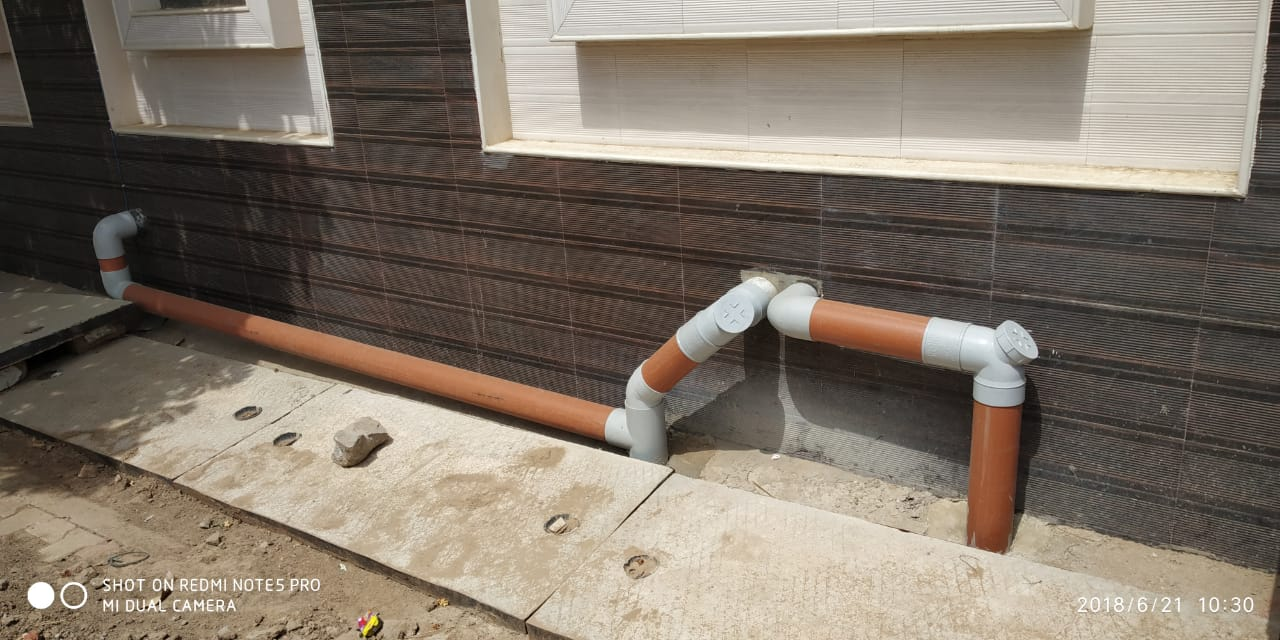 SHOT ON REDMI NOTE5 PRO
MI DUAL CAMERA
2018/6/21 10:30